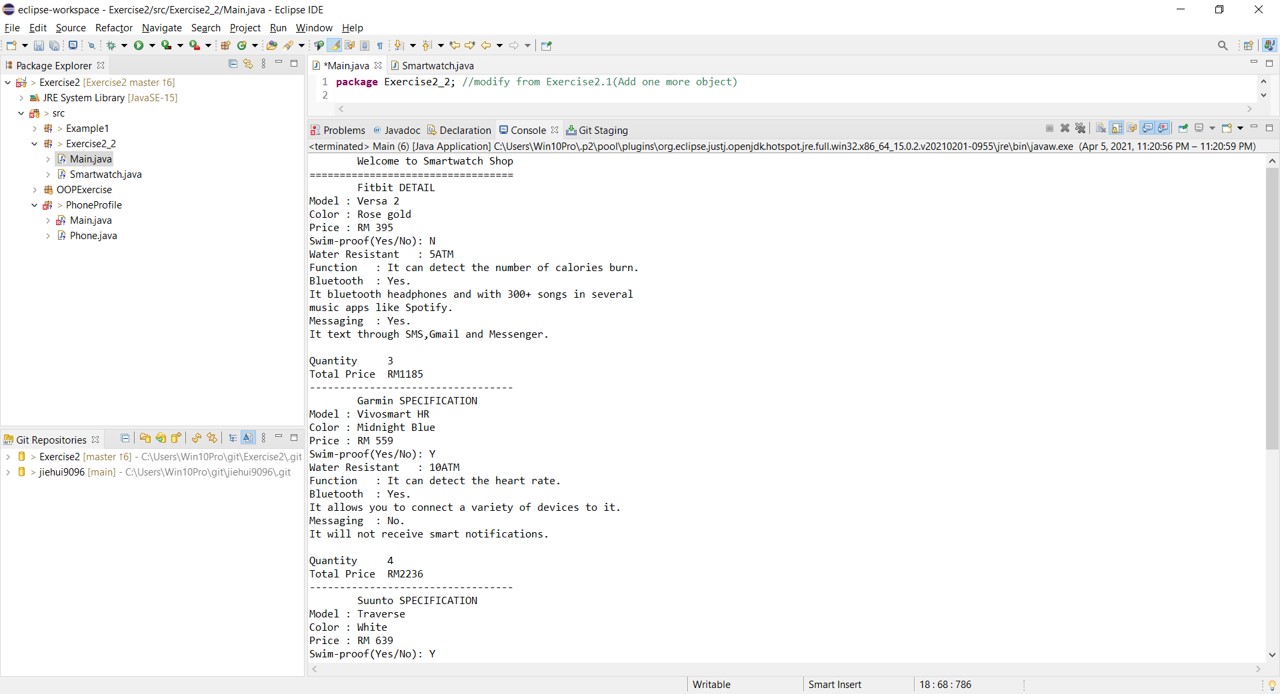 eclipse-workspace - Exercise2/src/Exercise2_2/Main.java - Eclipse IDE
File Edit Source Refactor Navigate Search Project Run Window Help
Package Explorer
> Exercise2 [Exercise2 master ↑6]
JRE System Library [JavaSE-15]
> src
> Example1
> Exercise2_2
Main.java
Smartwatch.java
OOPExercise
> PhoneProfile
Main.java
Phone.java
Git Repositories
> Exercise2 [master ↑6] - C:\Users\Win10Pro\git\Exercise2\.git
> jiehui9096 [main] - C:\Users\Win10Pro\git\jiehui9096\.git
*Main.java Smartwatch.java
1 package Exercise2_2; //modify from Exercise2.1(Add one more object)
2
Problems Javadoc Declaration Console Git Staging
<terminated> Main (6) [Java Application] C:\Users\Win10Pro\.p2\pool\plugins\org.eclipse.justj.openjdk.hotspot.jre.full.win32.x86_64_15.0.2.v20210201-0955\jre\bin\javaw.exe (Apr 5, 2021, 11:20:56 PM – 11:20:59 PM)
Welcome to Smartwatch Shop
==================================
Fitbit DETAIL
Model : Versa 2
Color : Rose gold
Price : RM 395
Swim-proof(Yes/No): N
Water Resistant : 5ATM
Function : It can detect the number of calories burn.
Bluetooth : Yes.
It bluetooth headphones and with 300+ songs in several
music apps like Spotify.
Messaging : Yes.
It text through SMS,Gmail and Messenger.
Quantity 3
Total Price RM1185
----------------------------------
Garmin SPECIFICATION
Model : Vivosmart HR
Color : Midnight Blue
Price : RM 559
Swim-proof(Yes/No): Y
Water Resistant : 10ATM
Function : It can detect the heart rate.
Bluetooth : Yes.
It allows you to connect a variety of devices to it.
Messaging : No.
It will not receive smart notifications.
Quantity 4
Total Price RM2236
----------------------------------
Suunto SPECIFICATION
Model : Traverse
Color : White
Price : RM 639
Swim-proof(Yes/No): Y
Writable Smart Insert 18 : 68 : 786